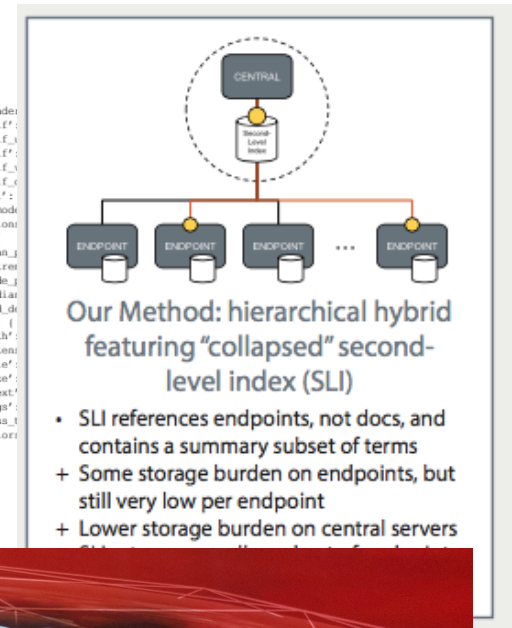 CENTRAL
Second-
Level
Index
ENDPOINT
ENDPOINT
ENDPOINT
...
ENDPOINT
Our Method: hierarchical hybrid
featuring “collapsed” second-
level index (SLI)
• SLI references endpoints, not docs, and
contains a summary subset of terms
+ Some storage burden on endpoints, but
still very low per endpoint
+ Lower storage burden on central servers